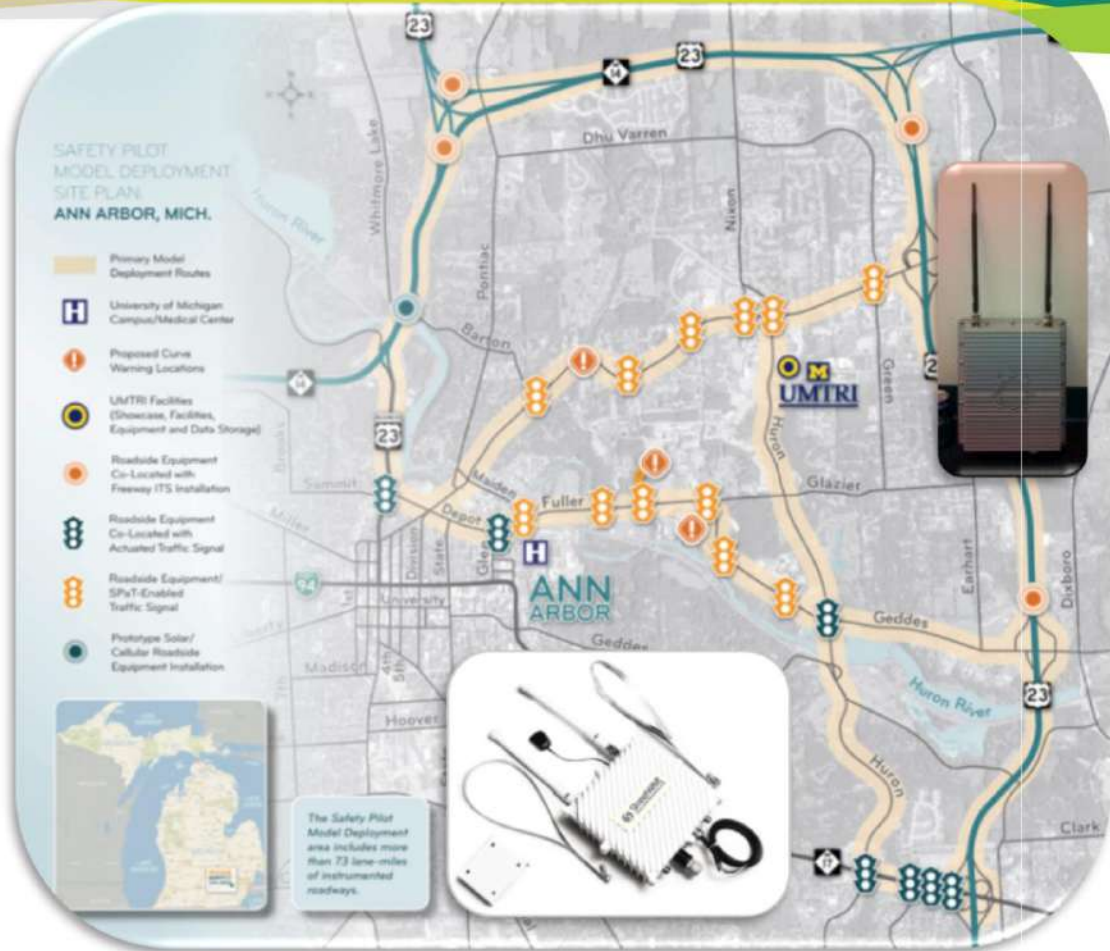 SAFETY PILOT
MODEL DEPLOYMENT
SITE PLAN:
ANN ARBOR, MICH.
Primary Model
Deployment Routes
H
University of Michigan
Campus/Medical Center
Proposed Curve
Warning Locations
UMTRI Facilities
(Showcase, Facilities,
Equipment and Data Storage)
Roadside Equipment
Co-Located with
Freeway ITS Installation
Roadside Equipment
Co-Located with
Actuated Traffic Signal
Roadside Equipment/
SPaT-Enabled
Traffic Signal
Prototype Solar/
Cellular Roadside
Equipment Installation
The Safety Pilot
Model Deployment
area includes more
than 73 lane-miles
of instrumented
roadways.
23
14
23
Dhu Varren
Whitmore Lake
Huron River
Pontiac
Nixon
Barton
14
23
M
UMTRI
Green
Huron
Brooks
Summit
Miller
Maiden
Depot
Fuller
Glazier
Division
State
Glen
H
94
1st
University
ANN
ARBOR
Geddes
Geddes
Earhart
Dixboro
Madison
4th
5th
Hoover
Huron River
23
Huron
Clark
17